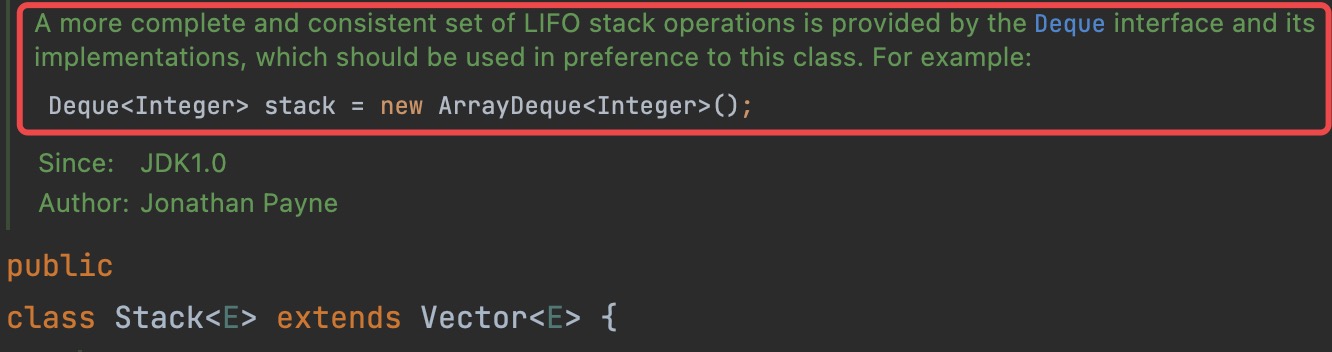 A more complete and consistent set of LIFO stack operations is provided by the Deque interface and its
implementations, which should be used in preference to this class. For example:
Deque<Integer> stack = new ArrayDeque<Integer>();
Since: JDK1.0
Author: Jonathan Payne
public
class Stack<E> extends Vector<E> {